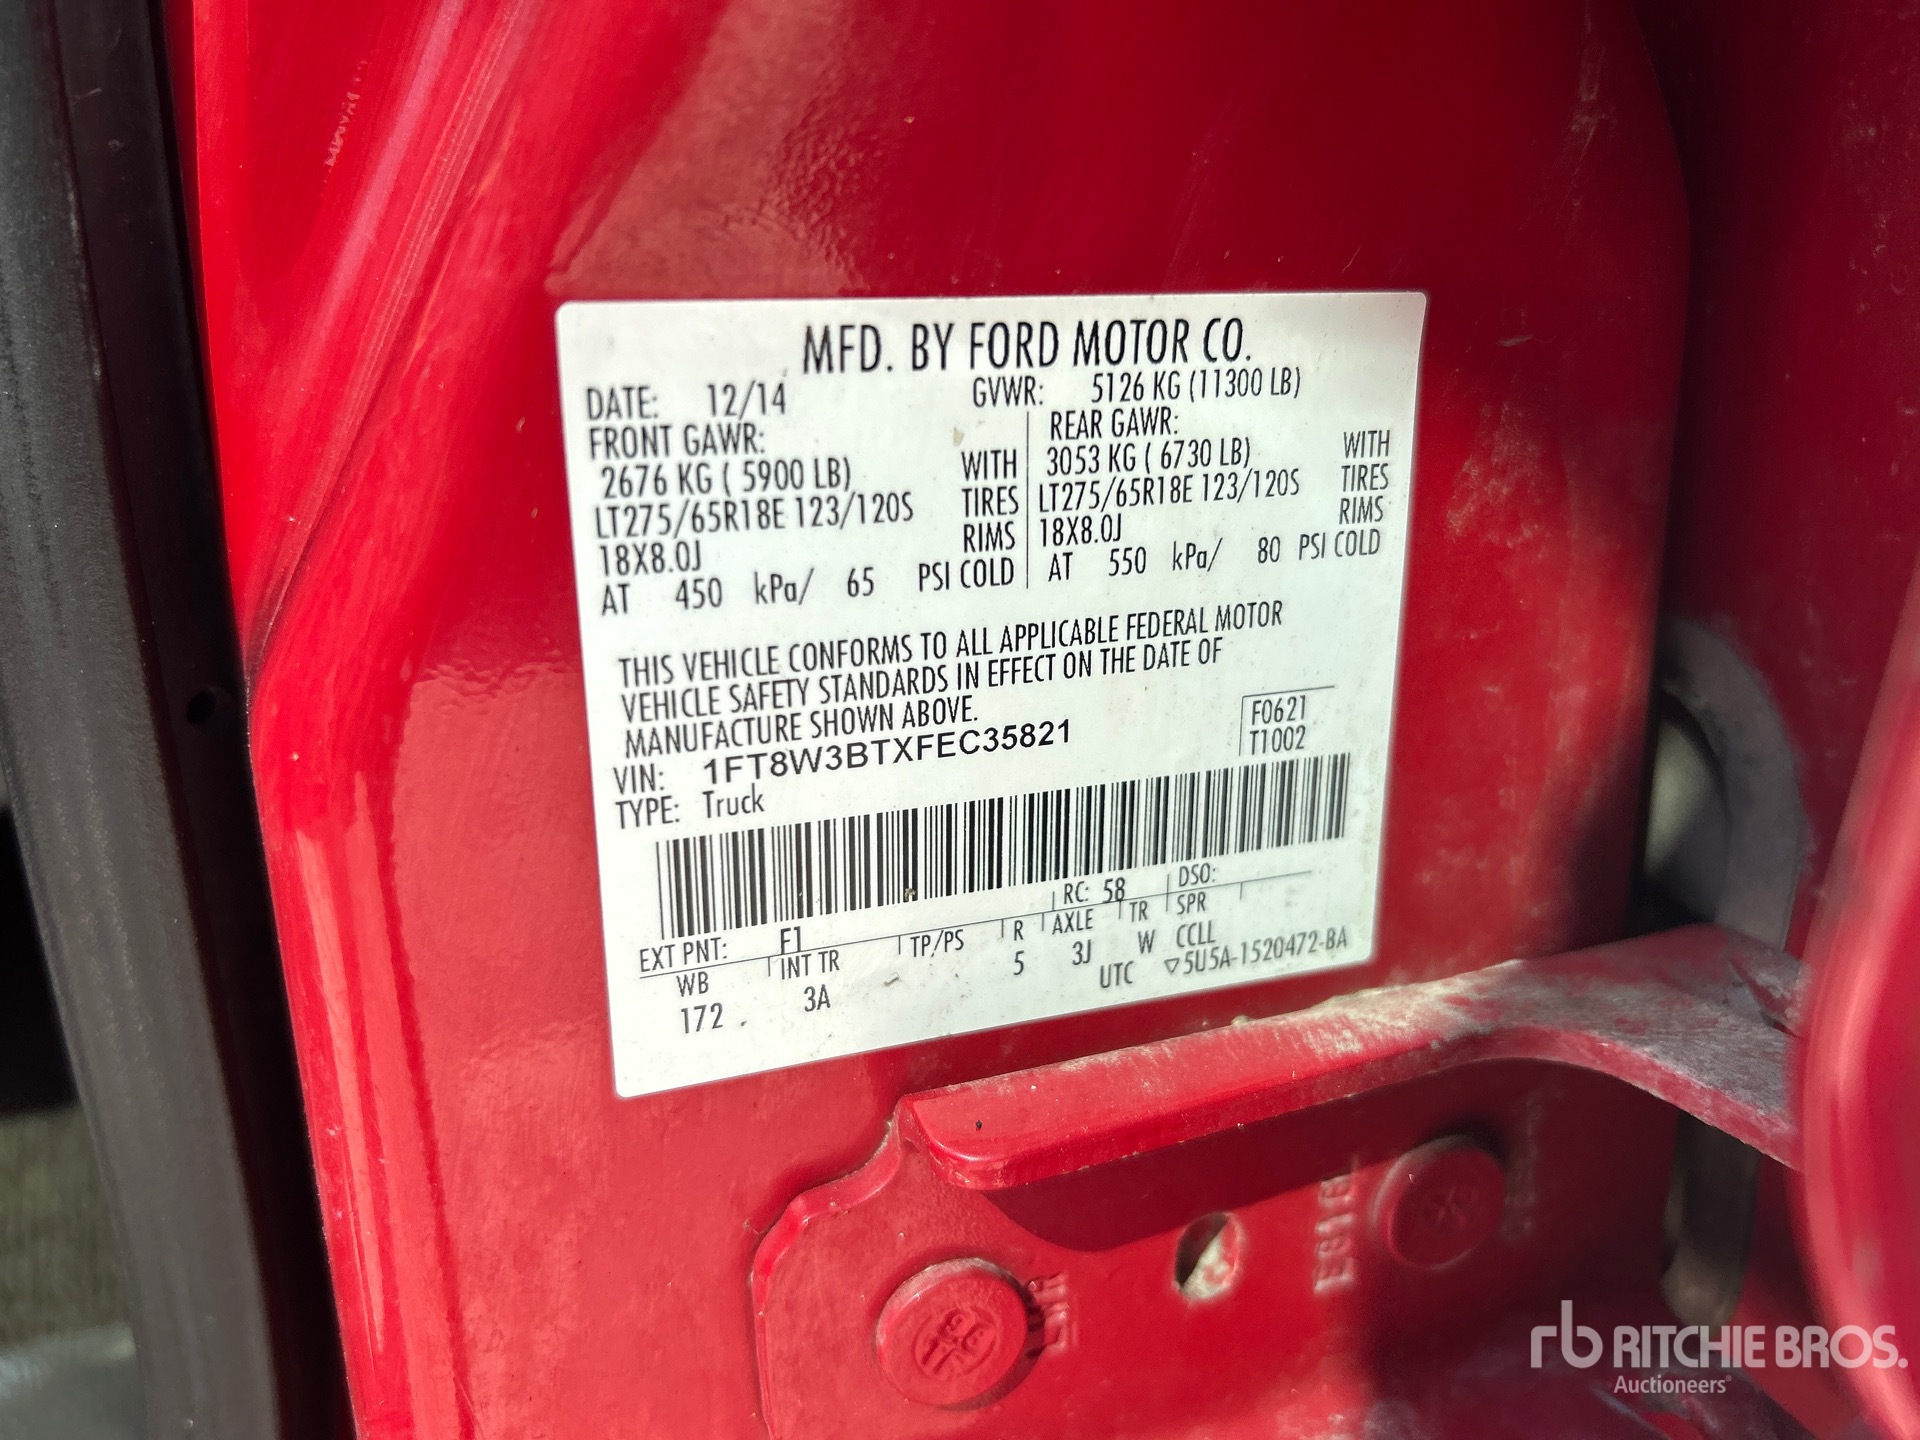 MFD. BY FORD MOTOR CO.
DATE: 12/14 GVWR: 5126 KG (11300 LB)
FRONT GAWR: REAR GAWR:
2676 KG ( 5900 LB) WITH 3053 KG ( 6730 LB) WITH
LT275/65R18E 123/120S TIRES LT275/65R18E 123/120S TIRES
18X8.0J RIMS 18X8.0J RIMS
AT 450 kPa/ 65 PSI COLD AT 550 kPa/ 80 PSI COLD
THIS VEHICLE CONFORMS TO ALL APPLICABLE FEDERAL MOTOR
VEHICLE SAFETY STANDARDS IN EFFECT ON THE DATE OF
MANUFACTURE SHOWN ABOVE.
VIN: 1FT8W3BTXFEC35821 F0621
TYPE: Truck T1002
EXT PNT: F1 RC: 58 DSO:
WB INT TR TP/PS R AXLE TR SPR
172 3A 5 3J W CCLL
UTC ▽5U5A-1520472-BA
rb RITCHIE BROS.
Auctioneers